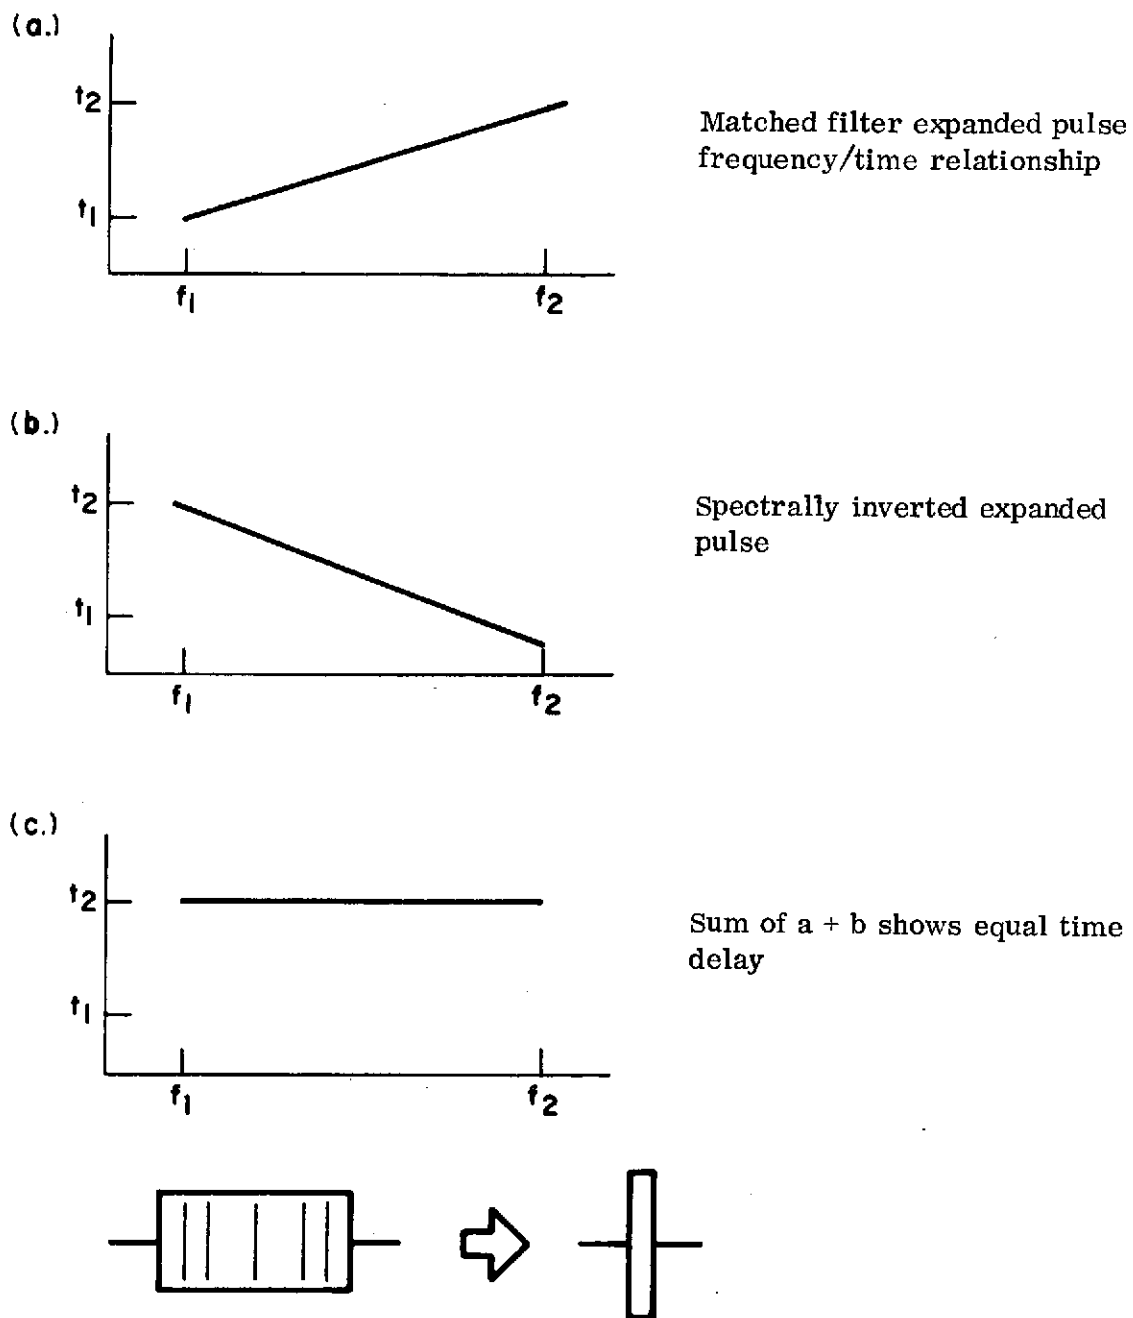 (a.)
t2
t1
f1
f2
Matched filter expanded pulse
frequency/time relationship
(b.)
t2
t1
f1
f2
Spectrally inverted expanded
pulse
(c.)
t2
t1
f1
f2
Sum of a + b shows equal time
delay